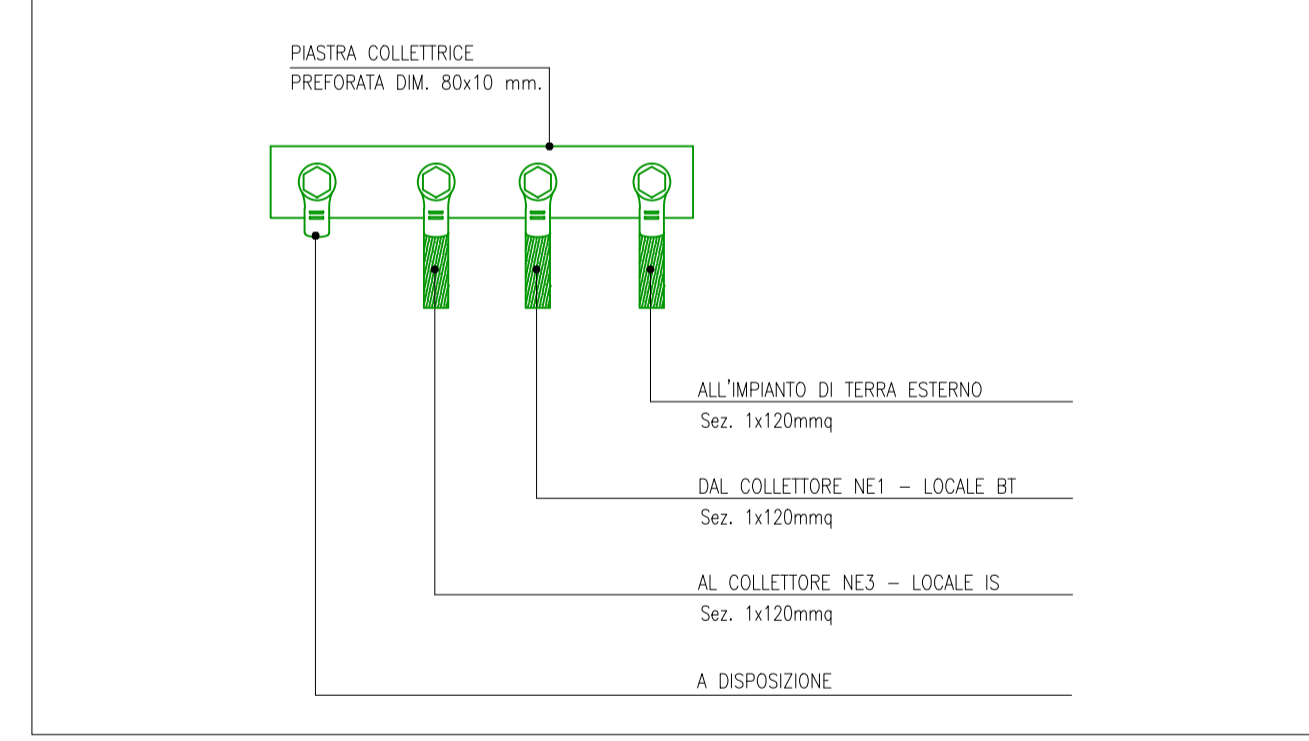 PIASTRA COLLETTRICE
PREFORATA DIM. 80x10 mm.
ALL'IMPIANTO DI TERRA ESTERNO
Sez. 1x120mmq
DAL COLLETTORE NE1 – LOCALE BT
Sez. 1x120mmq
AL COLLETTORE NE3 – LOCALE IS
Sez. 1x120mmq
A DISPOSIZIONE